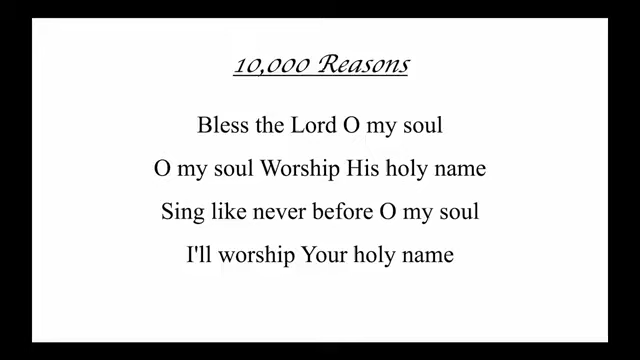 10,000 Reasons
Bless the Lord O my soul
O my soul Worship His holy name
Sing like never before O my soul
I'll worship Your holy name